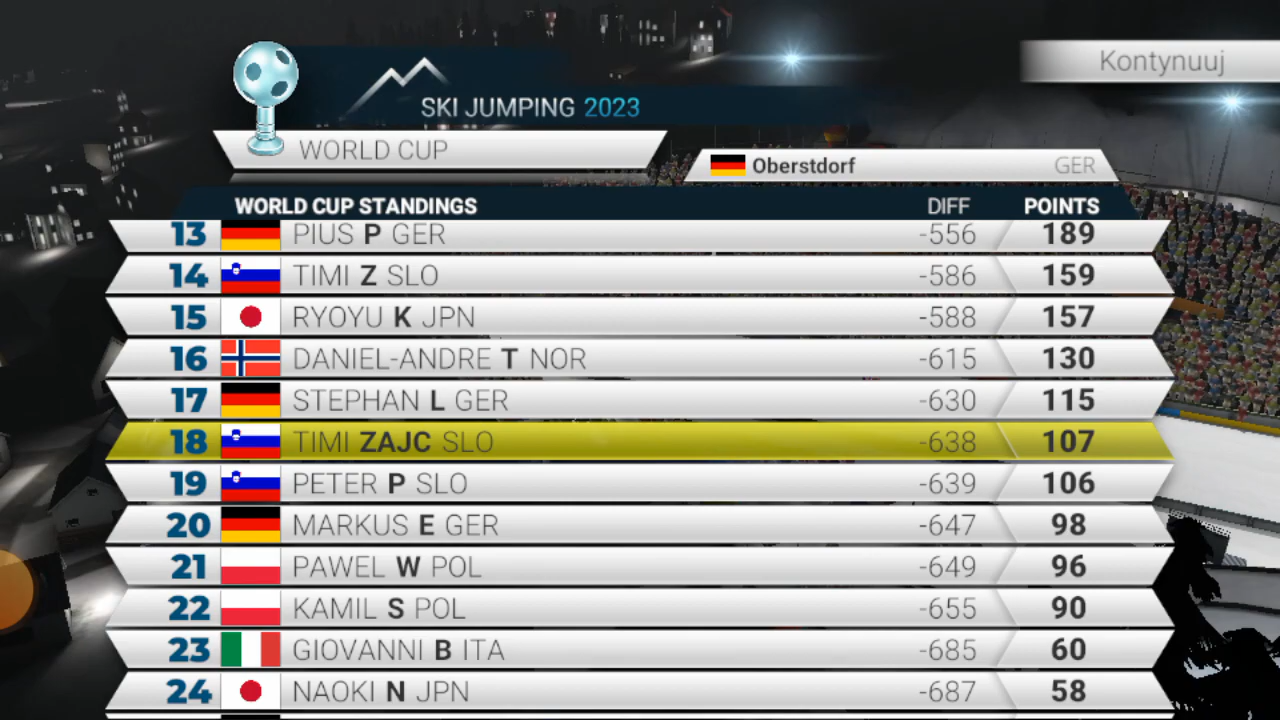 Kontynuuj
SKI JUMPING 2023
WORLD CUP
Oberstdorf GER
WORLD CUP STANDINGS DIFF POINTS
13 PIUS P GER -556 189
14 TIMI Z SLO -586 159
15 RYOYU K JPN -588 157
16 DANIEL-ANDRE T NOR -615 130
17 STEPHAN L GER -630 115
18 TIMI ZAJC SLO -638 107
19 PETER P SLO -639 106
20 MARKUS E GER -647 98
21 PAWEL W POL -649 96
22 KAMIL S POL -655 90
23 GIOVANNI B ITA -685 60
24 NAOKI N JPN -687 58